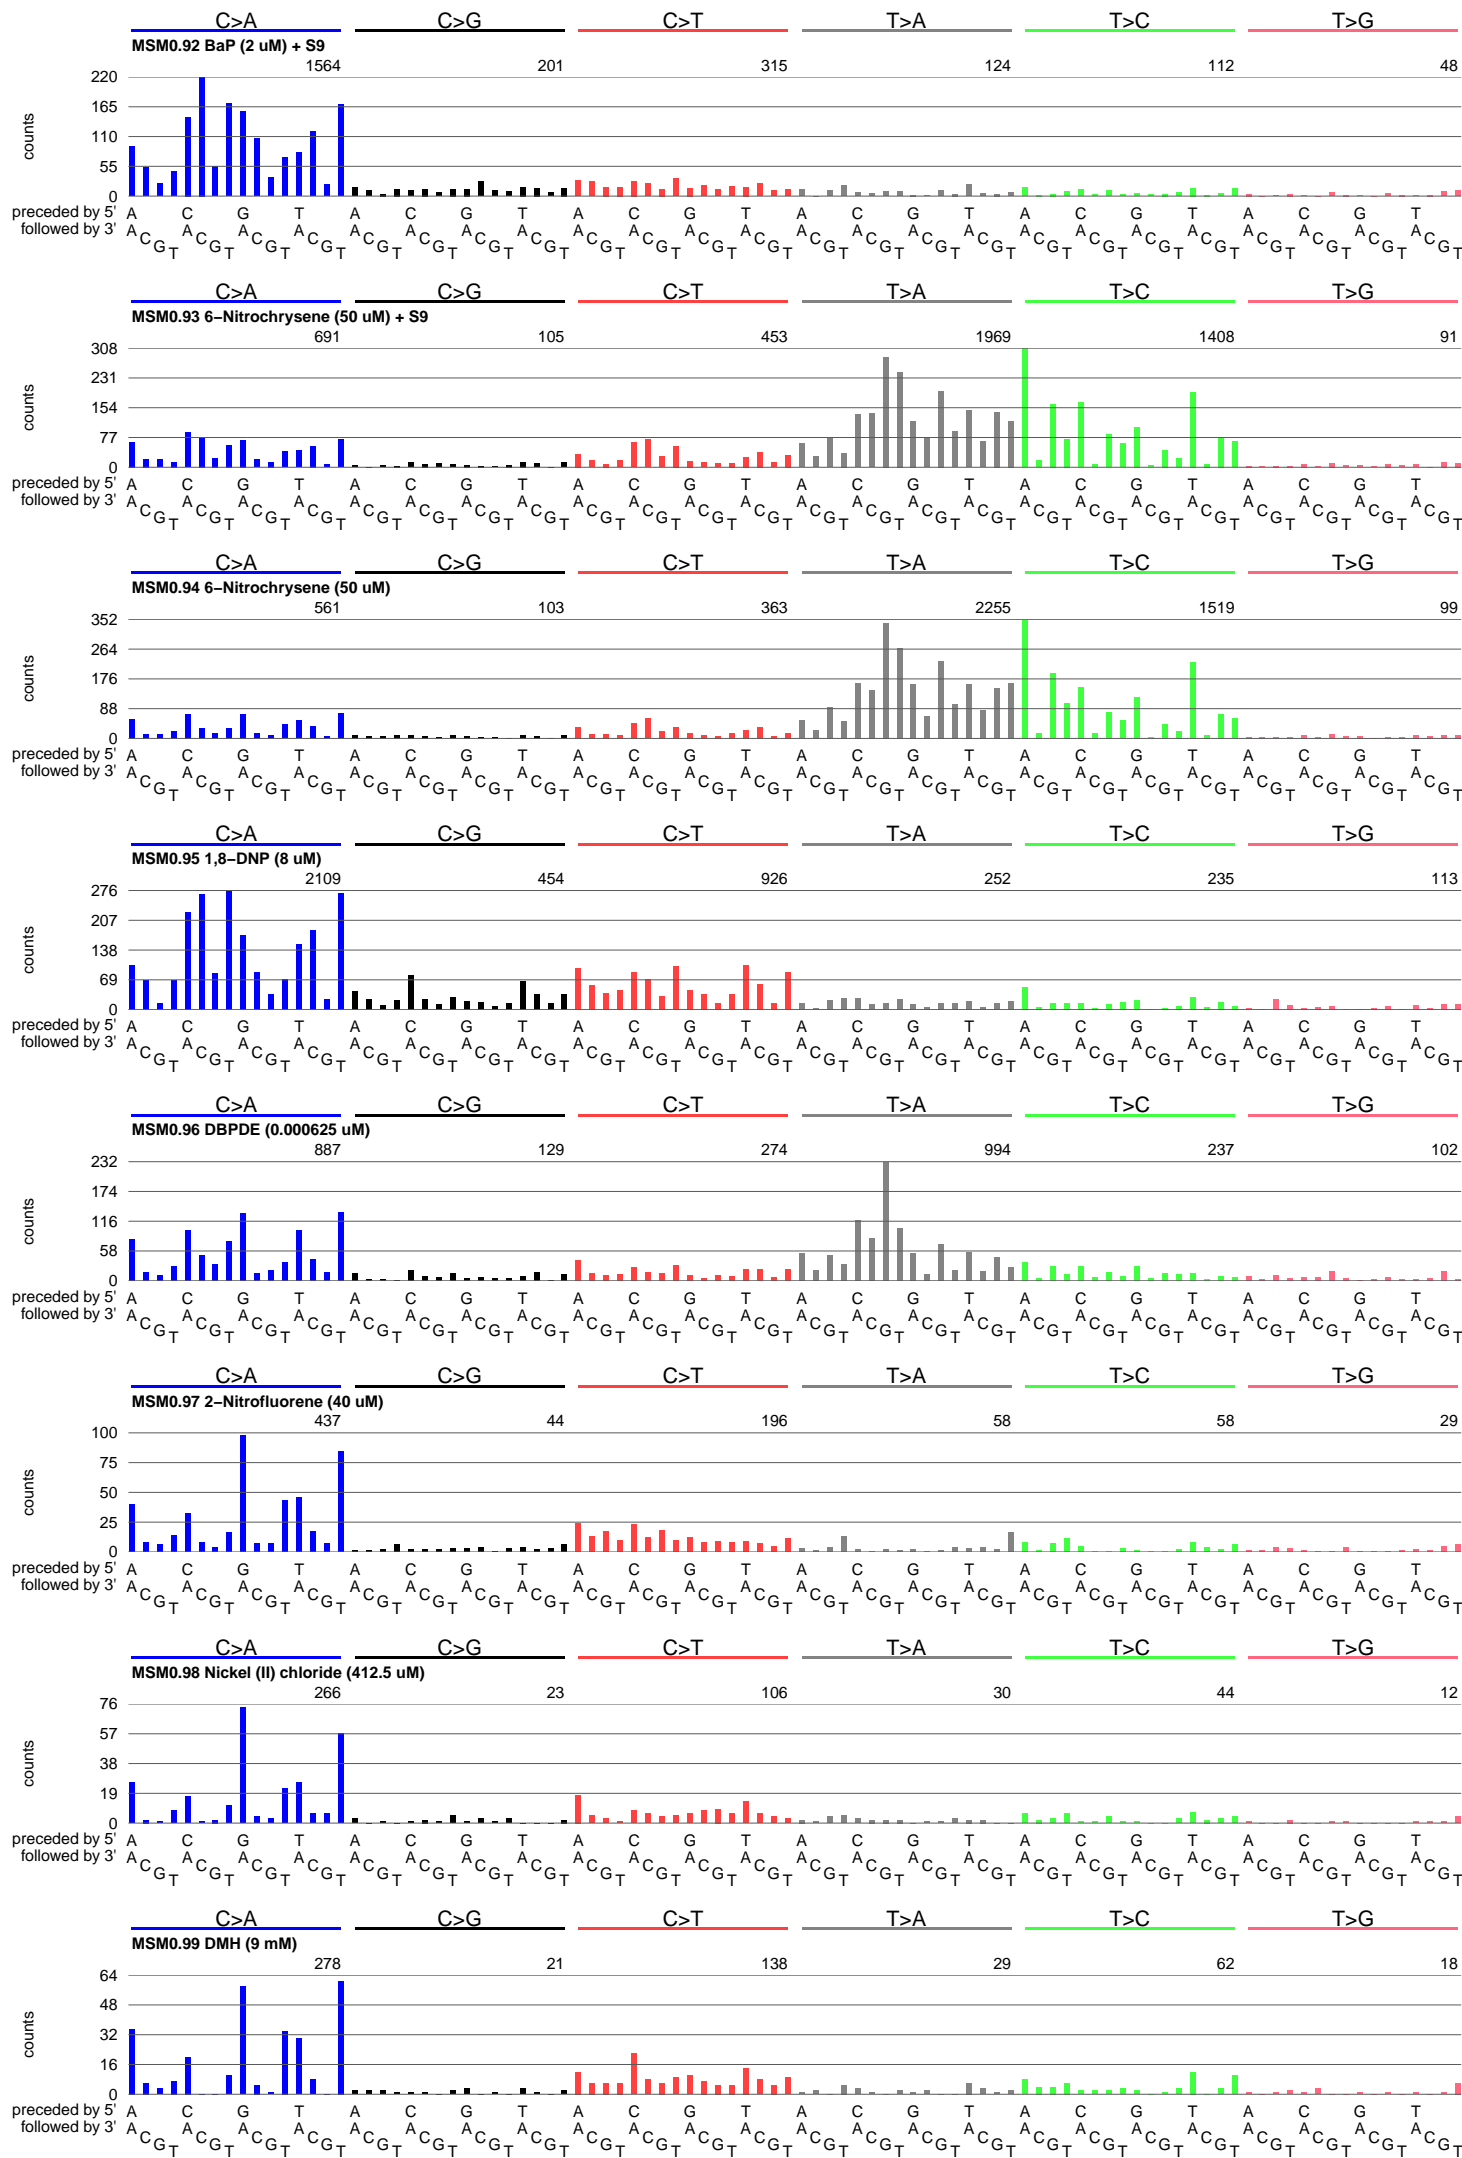 C>A C>G C>T T>A T>C T>G
MSM0.92 BaP (2 uM) + S9
1564 201 315 124 112 48
220
165
110
55
0
counts
preceded by 5' A C G T A C G T A C G T A C G T A C G T A C G T
followed by 3' A C G T A C G T A C G T A C G T A C G T A C G T A C G T A C G T A C G T A C G T A C G T A C G T A C G T A C G T A C G T A C G T A C G T A C G T A C G T A C G T A C G T A C G T A C G T A C G T
C>A C>G C>T T>A T>C T>G
MSM0.93 6−Nitrochrysene (50 uM) + S9
691 105 453 1969 1408 91
308
231
154
77
0
counts
preceded by 5' A C G T A C G T A C G T A C G T A C G T A C G T
followed by 3' A C G T A C G T A C G T A C G T A C G T A C G T A C G T A C G T A C G T A C G T A C G T A C G T A C G T A C G T A C G T A C G T A C G T A C G T A C G T A C G T A C G T A C G T A C G T A C G T
C>A C>G C>T T>A T>C T>G
MSM0.94 6−Nitrochrysene (50 uM)
561 103 363 2255 1519 99
352
264
176
88
0
counts
preceded by 5' A C G T A C G T A C G T A C G T A C G T A C G T
followed by 3' A C G T A C G T A C G T A C G T A C G T A C G T A C G T A C G T A C G T A C G T A C G T A C G T A C G T A C G T A C G T A C G T A C G T A C G T A C G T A C G T A C G T A C G T A C G T A C G T
C>A C>G C>T T>A T>C T>G
MSM0.95 1,8−DNP (8 uM)
2109 454 926 252 235 113
276
207
138
69
0
counts
preceded by 5' A C G T A C G T A C G T A C G T A C G T A C G T
followed by 3' A C G T A C G T A C G T A C G T A C G T A C G T A C G T A C G T A C G T A C G T A C G T A C G T A C G T A C G T A C G T A C G T A C G T A C G T A C G T A C G T A C G T A C G T A C G T A C G T
C>A C>G C>T T>A T>C T>G
MSM0.96 DBPDE (0.000625 uM)
887 129 274 994 237 102
232
174
116
58
0
counts
preceded by 5' A C G T A C G T A C G T A C G T A C G T A C G T
followed by 3' A C G T A C G T A C G T A C G T A C G T A C G T A C G T A C G T A C G T A C G T A C G T A C G T A C G T A C G T A C G T A C G T A C G T A C G T A C G T A C G T A C G T A C G T A C G T A C G T
C>A C>G C>T T>A T>C T>G
MSM0.97 2−Nitrofluorene (40 uM)
437 44 196 58 58 29
100
75
50
25
0
counts
preceded by 5' A C G T A C G T A C G T A C G T A C G T A C G T
followed by 3' A C G T A C G T A C G T A C G T A C G T A C G T A C G T A C G T A C G T A C G T A C G T A C G T A C G T A C G T A C G T A C G T A C G T A C G T A C G T A C G T A C G T A C G T A C G T A C G T
C>A C>G C>T T>A T>C T>G
MSM0.98 Nickel (II) chloride (412.5 uM)
266 23 106 30 44 12
76
57
38
19
0
counts
preceded by 5' A C G T A C G T A C G T A C G T A C G T A C G T
followed by 3' A C G T A C G T A C G T A C G T A C G T A C G T A C G T A C G T A C G T A C G T A C G T A C G T A C G T A C G T A C G T A C G T A C G T A C G T A C G T A C G T A C G T A C G T A C G T A C G T
C>A C>G C>T T>A T>C T>G
MSM0.99 DMH (9 mM)
278 21 138 29 62 18
64
48
32
16
0
counts
preceded by 5' A C G T A C G T A C G T A C G T A C G T A C G T
followed by 3' A C G T A C G T A C G T A C G T A C G T A C G T A C G T A C G T A C G T A C G T A C G T A C G T A C G T A C G T A C G T A C G T A C G T A C G T A C G T A C G T A C G T A C G T A C G T A C G T